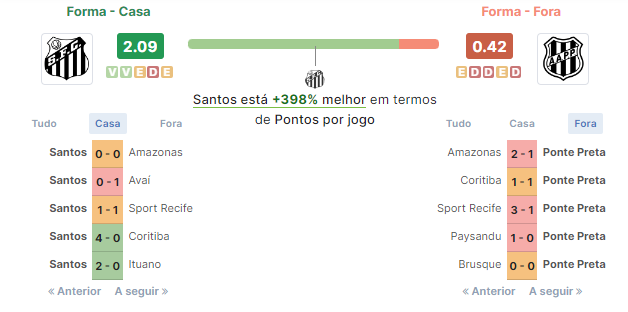 Forma - Casa
Forma - Fora
2.09
0.42
V V E D E
E D D E D
Santos está +398% melhor em termos
de Pontos por jogo
Tudo Casa Fora
Tudo Casa Fora
Santos 0 - 0 Amazonas
Santos 0 - 1 Avaí
Santos 1 - 1 Sport Recife
Santos 4 - 0 Coritiba
Santos 2 - 0 Ituano
« Anterior A seguir »
Amazonas 2 - 1 Ponte Preta
Coritiba 1 - 1 Ponte Preta
Sport Recife 3 - 1 Ponte Preta
Paysandu 1 - 0 Ponte Preta
Brusque 0 - 0 Ponte Preta
« Anterior A seguir »